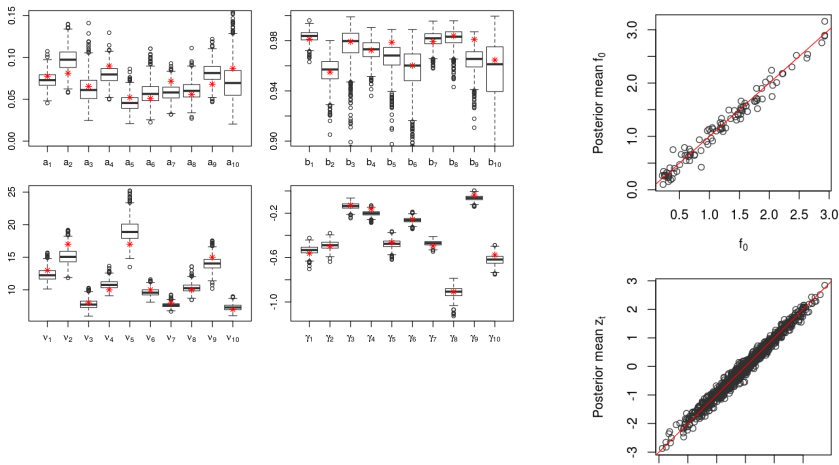 0.00 0.05 0.10 0.15
a1 a2 a3 a4 a5 a6 a7 a8 a9 a10
0.90 0.94 0.98
b1 b2 b3 b4 b5 b6 b7 b8 b9 b10
10 15 20 25
ν1 ν2 ν3 ν4 ν5 ν6 ν7 ν8 ν9 ν10
-1.0 -0.6 -0.2
γ1 γ2 γ3 γ4 γ5 γ6 γ7 γ8 γ9 γ10
Posterior mean f0
0.0 1.0 2.0 3.0
0.5 1.0 1.5 2.0 2.5 3.0
f0
Posterior mean zt
-3 -2 -1 0 1 2 3